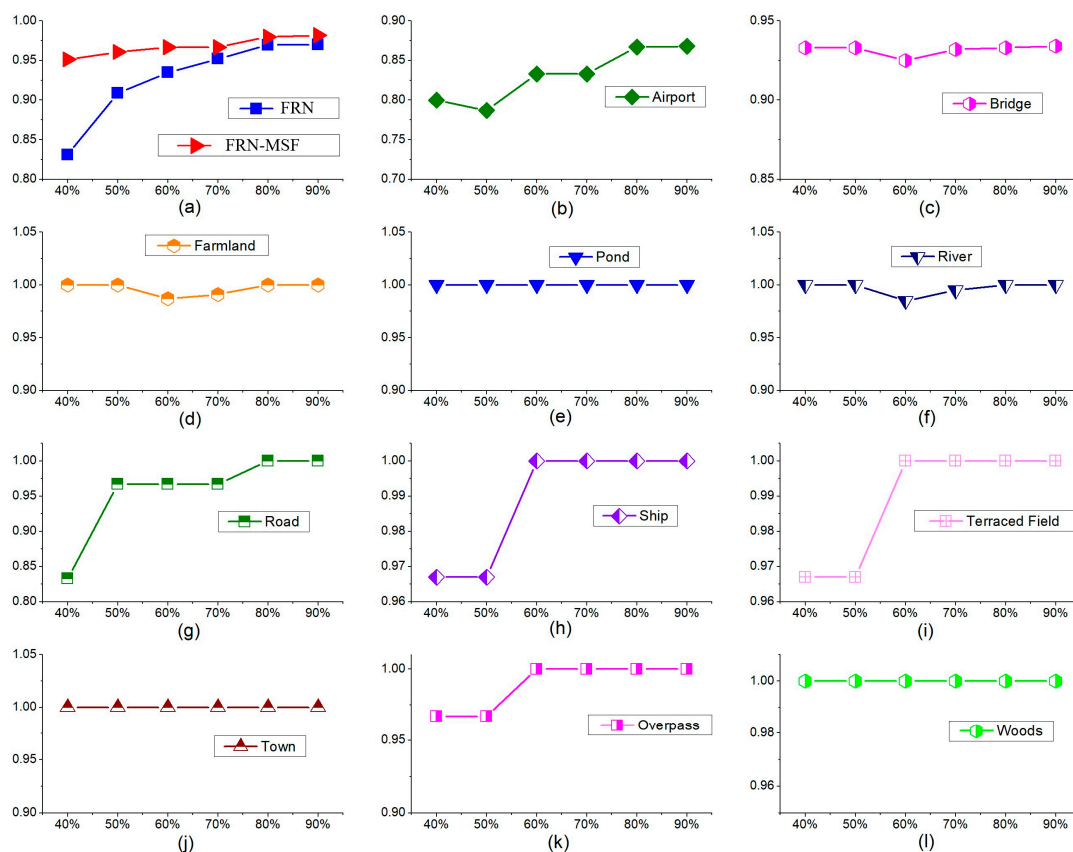 1.00
0.95
0.90
0.85
0.80
FRN
FRN-MSF
40% 50% 60% 70% 80% 90%
(a)
0.90
0.80
0.70
Airport
40% 50% 60% 70% 80% 90%
(b)
0.95
0.90
0.85
Bridge
40% 50% 60% 70% 80% 90%
(c)
1.05
1.00
0.95
0.90
Farmland
40% 50% 60% 70% 80% 90%
(d)
1.05
1.00
0.95
0.90
Pond
40% 50% 60% 70% 80% 90%
(e)
1.05
1.00
0.95
0.90
River
40% 50% 60% 70% 80% 90%
(f)
1.00
0.95
0.90
0.85
0.80
Road
40% 50% 60% 70% 80% 90%
(g)
1.00
0.99
0.98
0.97
0.96
Ship
40% 50% 60% 70% 80% 90%
(h)
1.00
0.99
0.98
0.97
0.96
Terraced Field
40% 50% 60% 70% 80% 90%
(i)
1.05
1.00
0.95
0.90
Town
40% 50% 60% 70% 80% 90%
(j)
1.00
0.95
0.90
Overpass
40% 50% 60% 70% 80% 90%
(k)
1.00
0.98
0.96
Woods
40% 50% 60% 70% 80% 90%
(l)